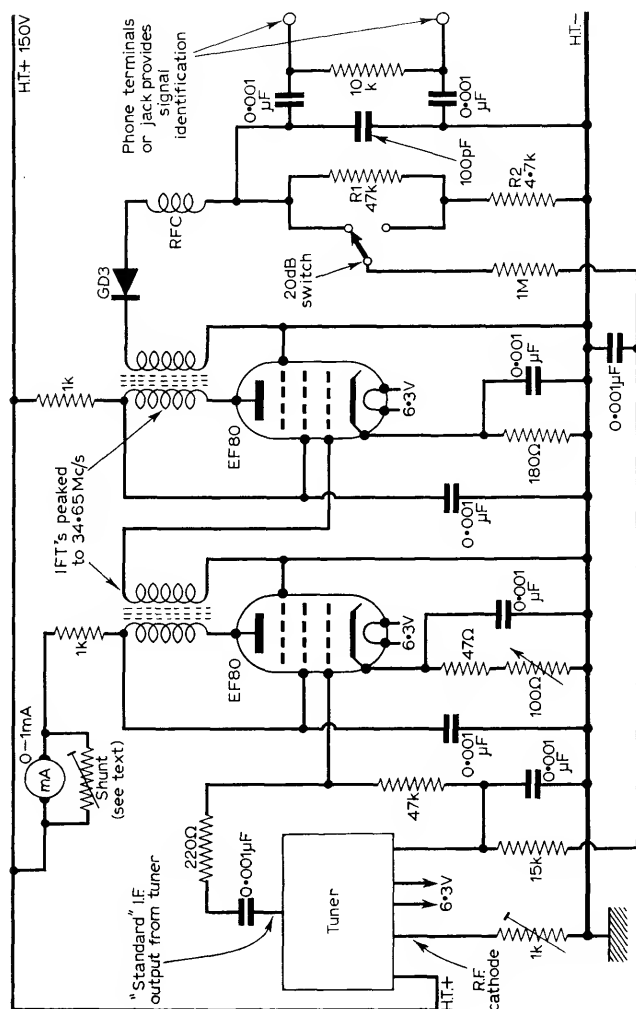 H.T.+ 150V
Phone terminals
or jack provides
signal
identification
0·001
µF
10
k
0·001
µF
H.T.−
100pF
RFC
R1
47k
R2
4·7k
20dB
switch
1M
GD3
0·001µF
1k
EF80
6·3V
0·001
µF
180Ω
0·001
µF
IFT's peaked
to 34·65 Mc/s
1k
EF80
6·3V
0·001
µF
47Ω
100Ω
0·001
µF
0–1mA
mA
Shunt
(see text)
220Ω
0·001µF
47k
0·001
µF
15k
"Standard" I.F.
output from tuner
Tuner
6·3V
R.F.
cathode
1k
H.T.+